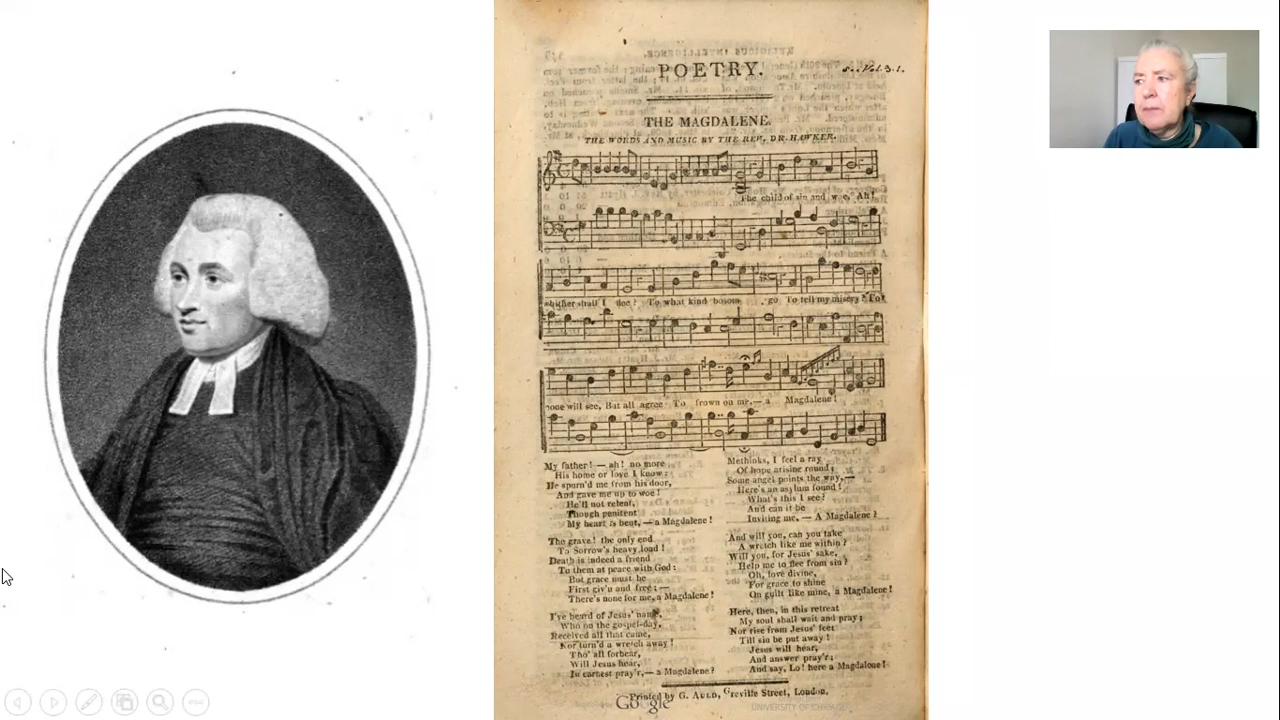 POETRY.
THE MAGDALENE.
THE WORDS AND MUSIC BY THE REV. DR. HAWKER.
The child of sin and woe, Ah!
whither shall I flee? To what kind bosom go To tell my misery? For
none will see, But all agree To frown on me,— a Magdalene!
My father! — ah! no more
His home or love I know:
He spurn'd me from his door,
And gave me up to woe!
He'll not relent,
Though penitent
My heart is bent, — a Magdalene!
The grave! the only end
To Sorrow's heavy load!
Death is indeed a friend
To them at peace with God:
But grace must be
First giv'n and free; —
There's none for me, a Magdalene!
I've heard of Jesus' name,
Who on the gospel-day,
Received all that came,
Nor turn'd a wretch away!
Tho' all forbear,
Will Jesus hear,
In earnest pray'r, — a Magdalene?
Methinks, I feel a ray
Of hope arising round;
Some angel points the way, —
Here's an asylum found!
What's this I see?
And can it be
Inviting me, — A Magdalene?
And will you, can you take
A wretch like me within?
Will you, for Jesus' sake,
Help me to flee from sin?
Oh, love divine,
For grace to shine
On guilt like mine, a Magdalene!
Here, then, in this retreat
My soul shall wait and pray;
Nor rise from Jesus' feet
Till sin be put away!
Jesus will hear,
And answer pray'r;
And say, Lo! here a Magdalene!
Printed by G. AULD, Greville Street, London.
Google
UNIVERSITY OF